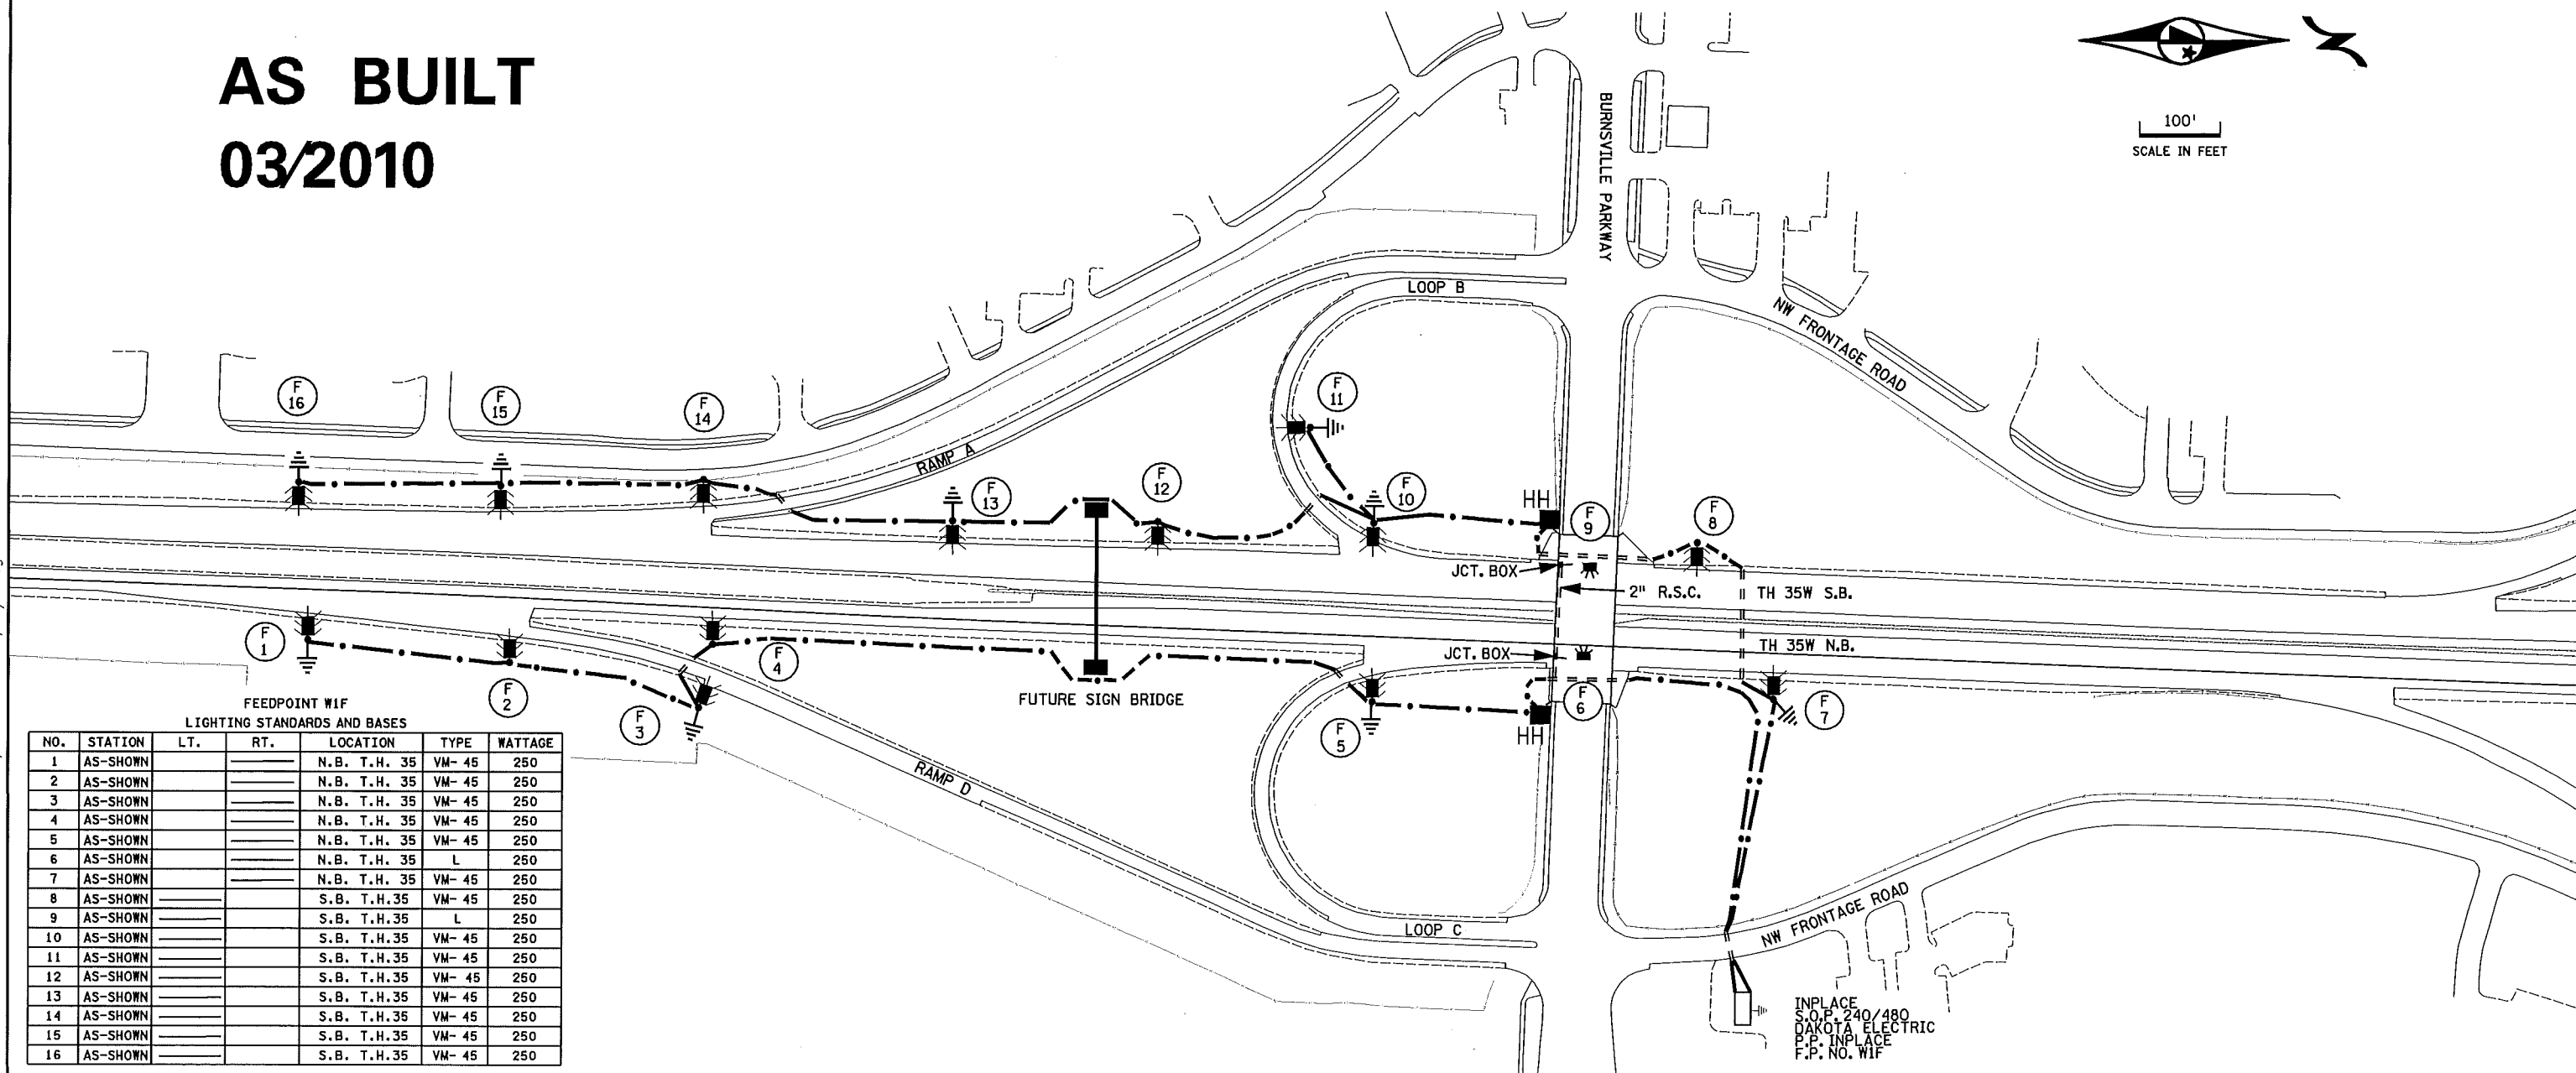 AS BUILT
03/2010
N
100'
SCALE IN FEET
BURNSVILLE PARKWAY
LOOP B
NW FRONTAGE ROAD
F
16
F
15
F
14
F
11
RAMP A
F
13
F
12
F
10
HH
F
9
F
8
JCT. BOX
2" R.S.C.
TH 35W S.B.
TH 35W N.B.
JCT. BOX
F
1
F
2
F
3
F
4
FUTURE SIGN BRIDGE
F
5
HH
F
6
F
7
RAMP D
LOOP C
NW FRONTAGE ROAD
INPLACE
S.O.P. 240/480
DAKOTA ELECTRIC
P.P. INPLACE
F.P. NO. W1F
FEEDPOINT W1F
LIGHTING STANDARDS AND BASES
NO. STATION LT. RT. LOCATION TYPE WATTAGE
1 AS-SHOWN N.B. T.H. 35 VM- 45 250
2 AS-SHOWN N.B. T.H. 35 VM- 45 250
3 AS-SHOWN N.B. T.H. 35 VM- 45 250
4 AS-SHOWN N.B. T.H. 35 VM- 45 250
5 AS-SHOWN N.B. T.H. 35 VM- 45 250
6 AS-SHOWN N.B. T.H. 35 L 250
7 AS-SHOWN N.B. T.H. 35 VM- 45 250
8 AS-SHOWN S.B. T.H.35 VM- 45 250
9 AS-SHOWN S.B. T.H.35 L 250
10 AS-SHOWN S.B. T.H.35 VM- 45 250
11 AS-SHOWN S.B. T.H.35 VM- 45 250
12 AS-SHOWN S.B. T.H.35 VM- 45 250
13 AS-SHOWN S.B. T.H.35 VM- 45 250
14 AS-SHOWN S.B. T.H.35 VM- 45 250
15 AS-SHOWN S.B. T.H.35 VM- 45 250
16 AS-SHOWN S.B. T.H.35 VM- 45 250